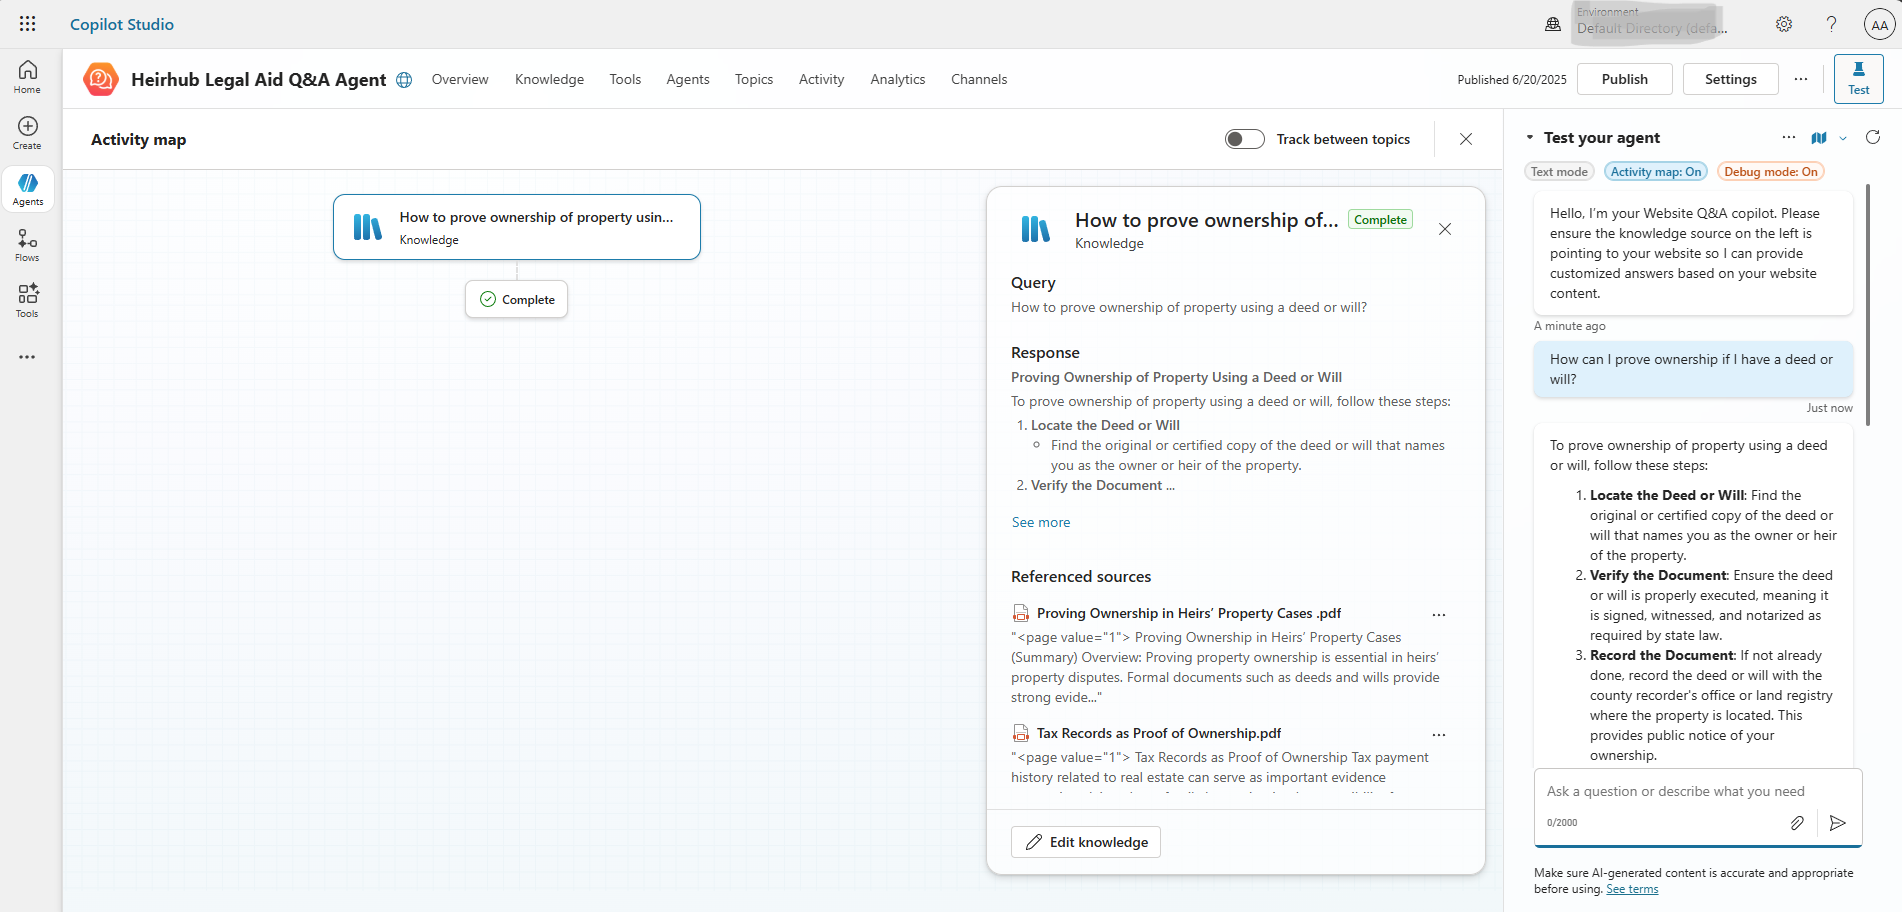 Copilot Studio
Environment
Default Directory (defa...
AA
Home
Create
Agents
Flows
Tools
Heirhub Legal Aid Q&A Agent
Overview
Knowledge
Tools
Agents
Topics
Activity
Analytics
Channels
Published 6/20/2025
Publish
Settings
Test
Activity map
Track between topics
How to prove ownership of property usin...
Knowledge
Complete
How to prove ownership of...
Complete
Knowledge
Query
How to prove ownership of property using a deed or will?
Response
Proving Ownership of Property Using a Deed or Will
To prove ownership of property using a deed or will, follow these steps:
1. Locate the Deed or Will
Find the original or certified copy of the deed or will that names
you as the owner or heir of the property.
2. Verify the Document ...
See more
Referenced sources
Proving Ownership in Heirs’ Property Cases .pdf
"<page value="1"> Proving Ownership in Heirs’ Property Cases
(Summary) Overview: Proving property ownership is essential in heirs’
property disputes. Formal documents such as deeds and wills provide
strong evide..."
Tax Records as Proof of Ownership.pdf
"<page value="1"> Tax Records as Proof of Ownership Tax payment
history related to real estate can serve as important evidence
Edit knowledge
Test your agent
Text mode
Activity map: On
Debug mode: On
Hello, I'm your Website Q&A copilot. Please
ensure the knowledge source on the left is
pointing to your website so I can provide
customized answers based on your website
content.
A minute ago
How can I prove ownership if I have a deed or
will?
Just now
To prove ownership of property using a deed
or will, follow these steps:
1. Locate the Deed or Will: Find the
original or certified copy of the deed or
will that names you as the owner or heir
of the property.
2. Verify the Document: Ensure the deed
or will is properly executed, meaning it
is signed, witnessed, and notarized as
required by state law.
3. Record the Document: If not already
done, record the deed or will with the
county recorder's office or land registry
where the property is located. This
provides public notice of your
ownership.
Ask a question or describe what you need
0/2000
Make sure AI-generated content is accurate and appropriate
before using. See terms